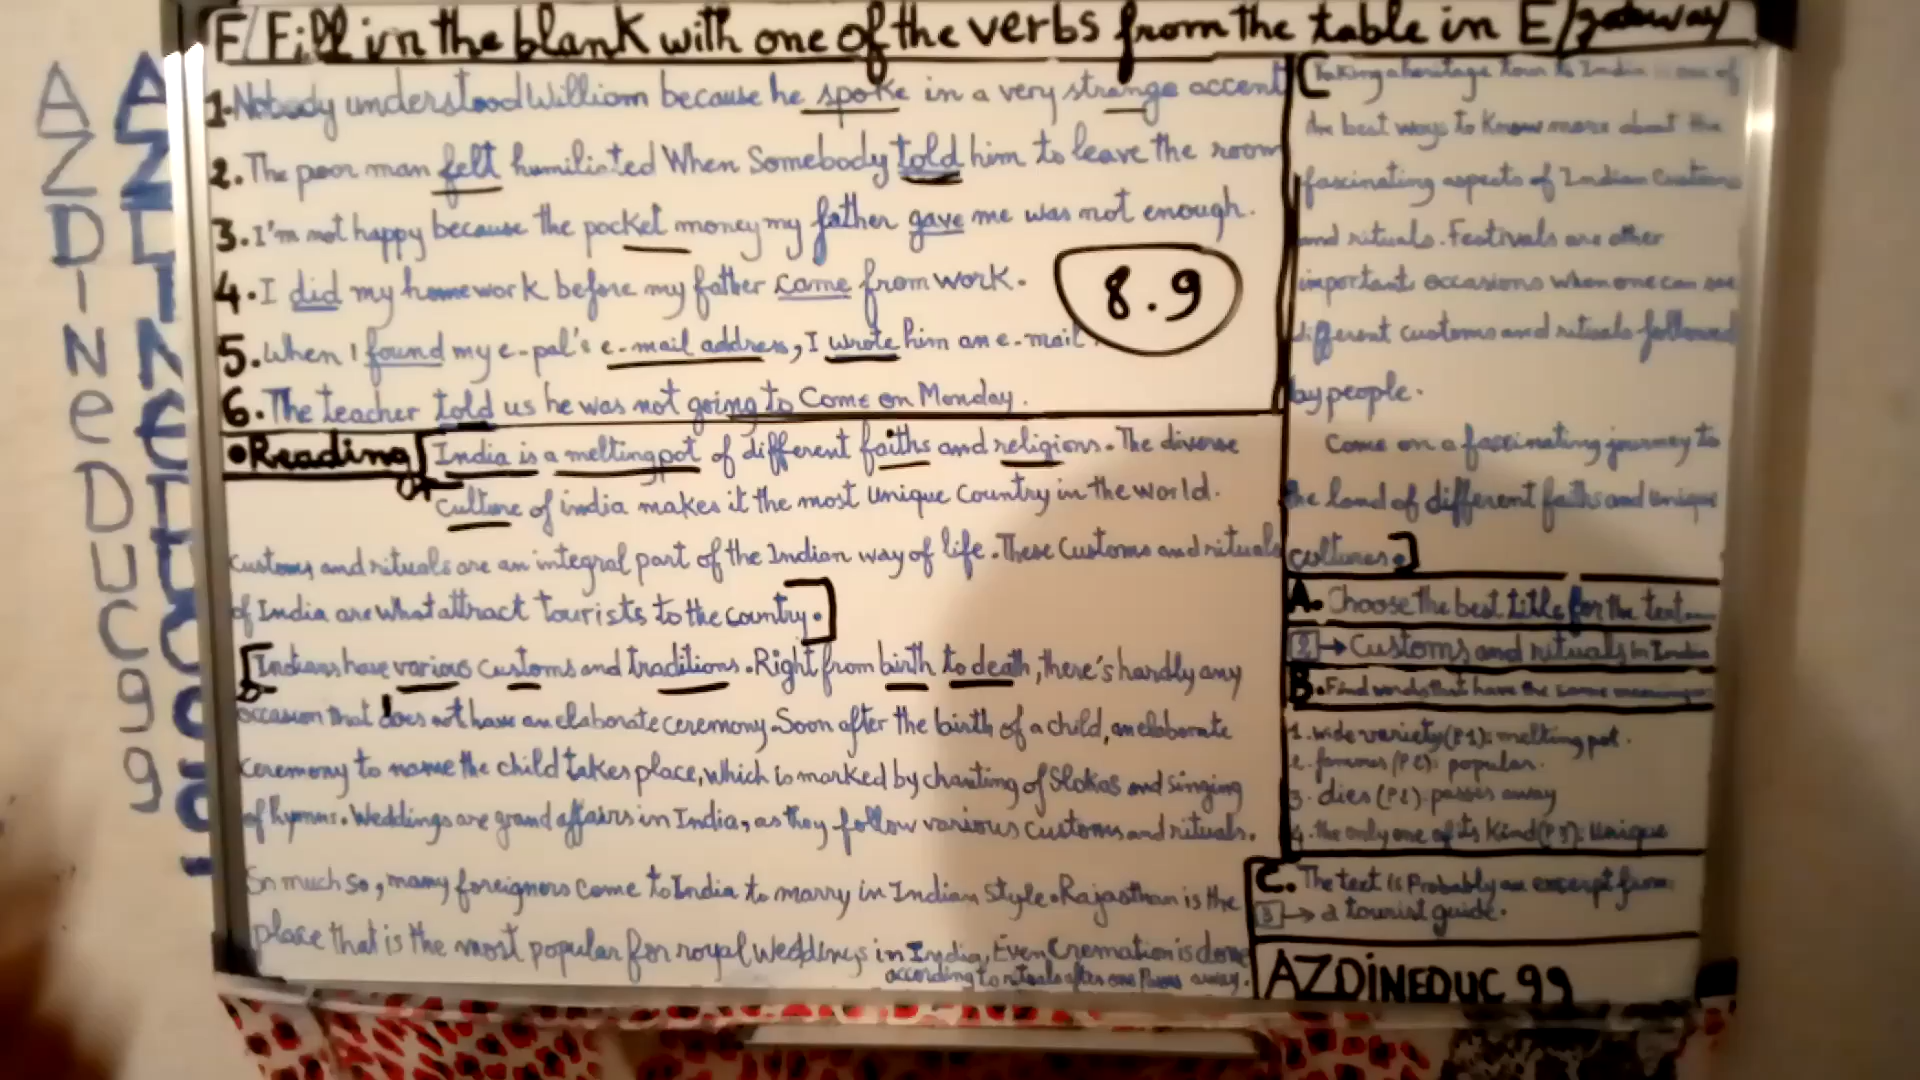 F/ Fill in the blank with one of the verbs from the table in E/gateway
1. Nobody understood William because he spoke in a very strange accent
2. The poor man felt humiliated When Somebody told him to leave the room
3. I'm not happy because the pocket money my father gave me was not enough.
4. I did my homework before my father came from work.
8.9
5. When I found my e-pal's e-mail address, I wrote him an e-mail.
6. The teacher told us he was not going to Come on Monday.
• Reading
[India is a melting pot of different faiths and religions. The diverse
culture of india makes it the most unique Country in the world.
customs and rituals are an integral part of the Indian way of life. These Customs and rituals
of India are what attract tourists to the country.]
[Indians have various customs and traditions. Right from birth to death, there's hardly any
occasion that does not have an elaborate ceremony. Soon after the birth of a child, an elaborate
ceremony to name the child takes place, which is marked by chanting of Slokas and singing
of hymns. Weddings are grand affairs in India, as they follow various customs and rituals.
So much so, many foreigners come to India to marry in Indian Style. Rajasthan is the
place that is the most popular for royal Weddings in India, Even Cremation is done
according to rituals after one Passes away.
[Taking a heritage tour to India one of
the best ways to Know more about the
fascinating aspects of Indian Customs
and rituals. Festivals are other
important occasions when one can see
different customs and rituals followed
by people.
Come on a fascinating journey to
the land of different faiths and unique
cultures.]
A. Choose the best title for the text
2 → Customs and rituals in India
B. Find words that have the same meaning
1. wide variety (P1): melting pot.
2. famous (P2): popular.
3. dies (P2): passes away
4. the only one of its Kind (P3): Unique
C. The text is Probably an excerpt from
3 → a tourist guide.
AZDINEDUC 99
AZDINeDUC99